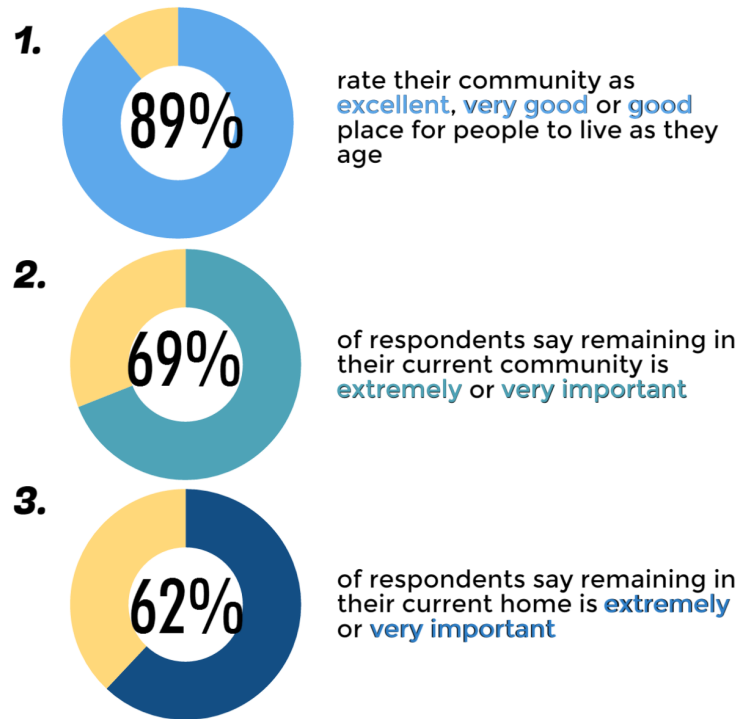 1.
89%
rate their community as
excellent, very good or good
place for people to live as they
age
2.
69%
of respondents say remaining in
their current community is
extremely or very important
3.
62%
of respondents say remaining in
their current home is extremely
or very important